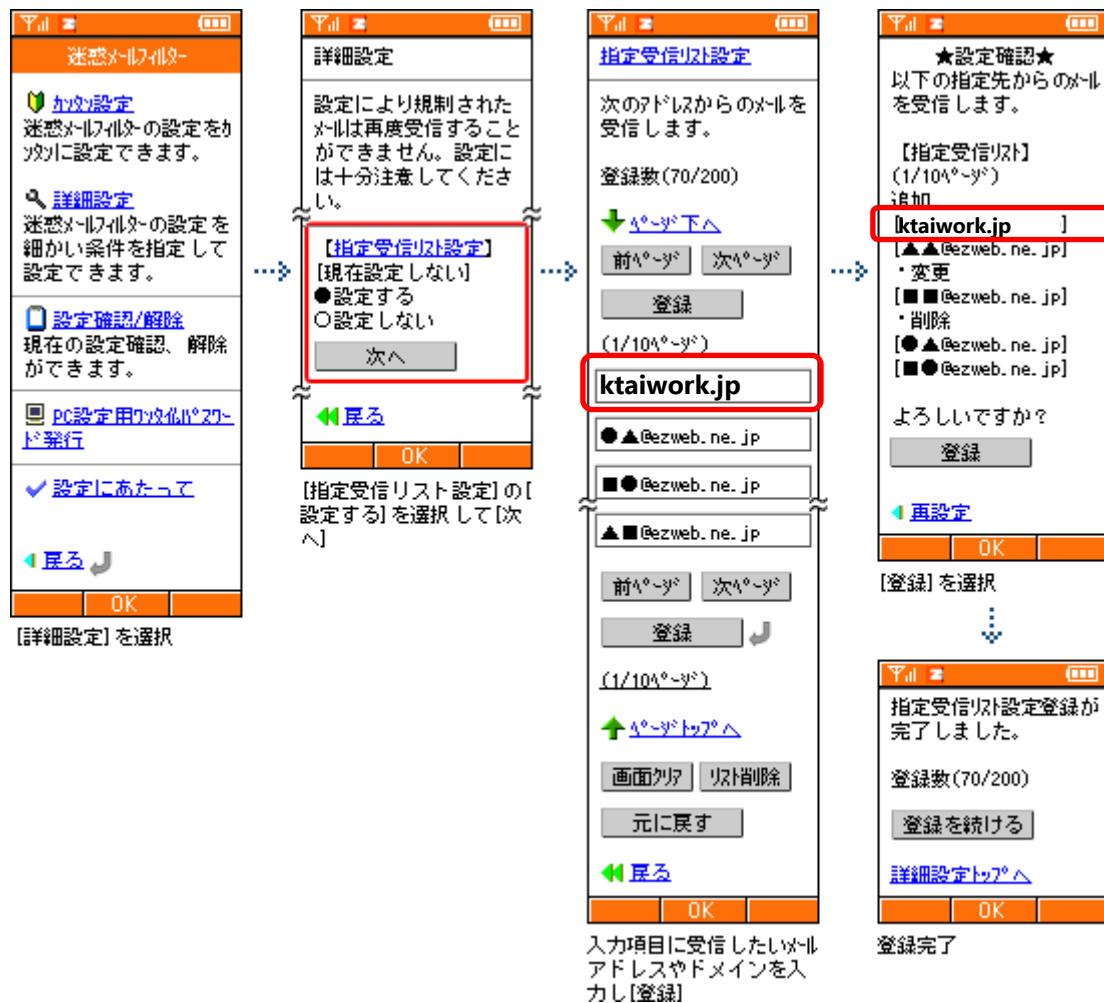 迷惑ﾒｰﾙﾌｨﾙﾀｰ
ｶﾝﾀﾝ設定
迷惑ﾒｰﾙﾌｨﾙﾀｰの設定をｶ
ﾝﾀﾝに設定できます。
詳細設定
迷惑ﾒｰﾙﾌｨﾙﾀｰの設定を
細かい条件を指定して
設定できます。
設定確認/解除
現在の設定確認、解除
ができます。
PC設定用ﾜﾝﾀｲﾑﾊﾟｽﾜｰ
ﾄﾞ発行
設定にあたって
戻る
OK
[詳細設定]を選択
詳細設定
設定により規制された
ﾒｰﾙは再度受信すること
ができません。設定に
は十分注意してくださ
い。
【指定受信ﾘｽﾄ設定】
[現在設定しない]
●設定する
○設定しない
次へ
戻る
OK
[指定受信リスト設定]の[
設定する]を選択して[次
へ]
指定受信ﾘｽﾄ設定
次のｱﾄﾞﾚｽからのﾒｰﾙを
受信します。
登録数(70/200)
ﾍﾟｰｼﾞ下へ
前ﾍﾟｰｼﾞ 次ﾍﾟｰｼﾞ
登録
(1/10ﾍﾟｰｼﾞ)
ktaiwork.jp
●▲@ezweb.ne.jp
■●@ezweb.ne.jp
▲■@ezweb.ne.jp
前ﾍﾟｰｼﾞ 次ﾍﾟｰｼﾞ
登録
(1/10ﾍﾟｰｼﾞ)
ﾍﾟｰｼﾞﾄｯﾌﾟへ
画面ｸﾘｱ ﾘｽﾄ削除
元に戻す
戻る
OK
入力項目に受信したいﾒｰﾙ
アドレスやドメインを入
力し[登録]
★設定確認★
以下の指定先からのﾒｰﾙ
を受信します。
【指定受信ﾘｽﾄ】
(1/10ﾍﾟｰｼﾞ)
追加
[ktaiwork.jp ]
[▲▲@ezweb.ne.jp]
・変更
[■■@ezweb.ne.jp]
・削除
[●▲@ezweb.ne.jp]
[■●@ezweb.ne.jp]
よろしいですか？
登録
再設定
OK
[登録]を選択
指定受信ﾘｽﾄ設定登録が
完了しました。
登録数(70/200)
登録を続ける
詳細設定ﾄｯﾌﾟへ
OK
登録完了